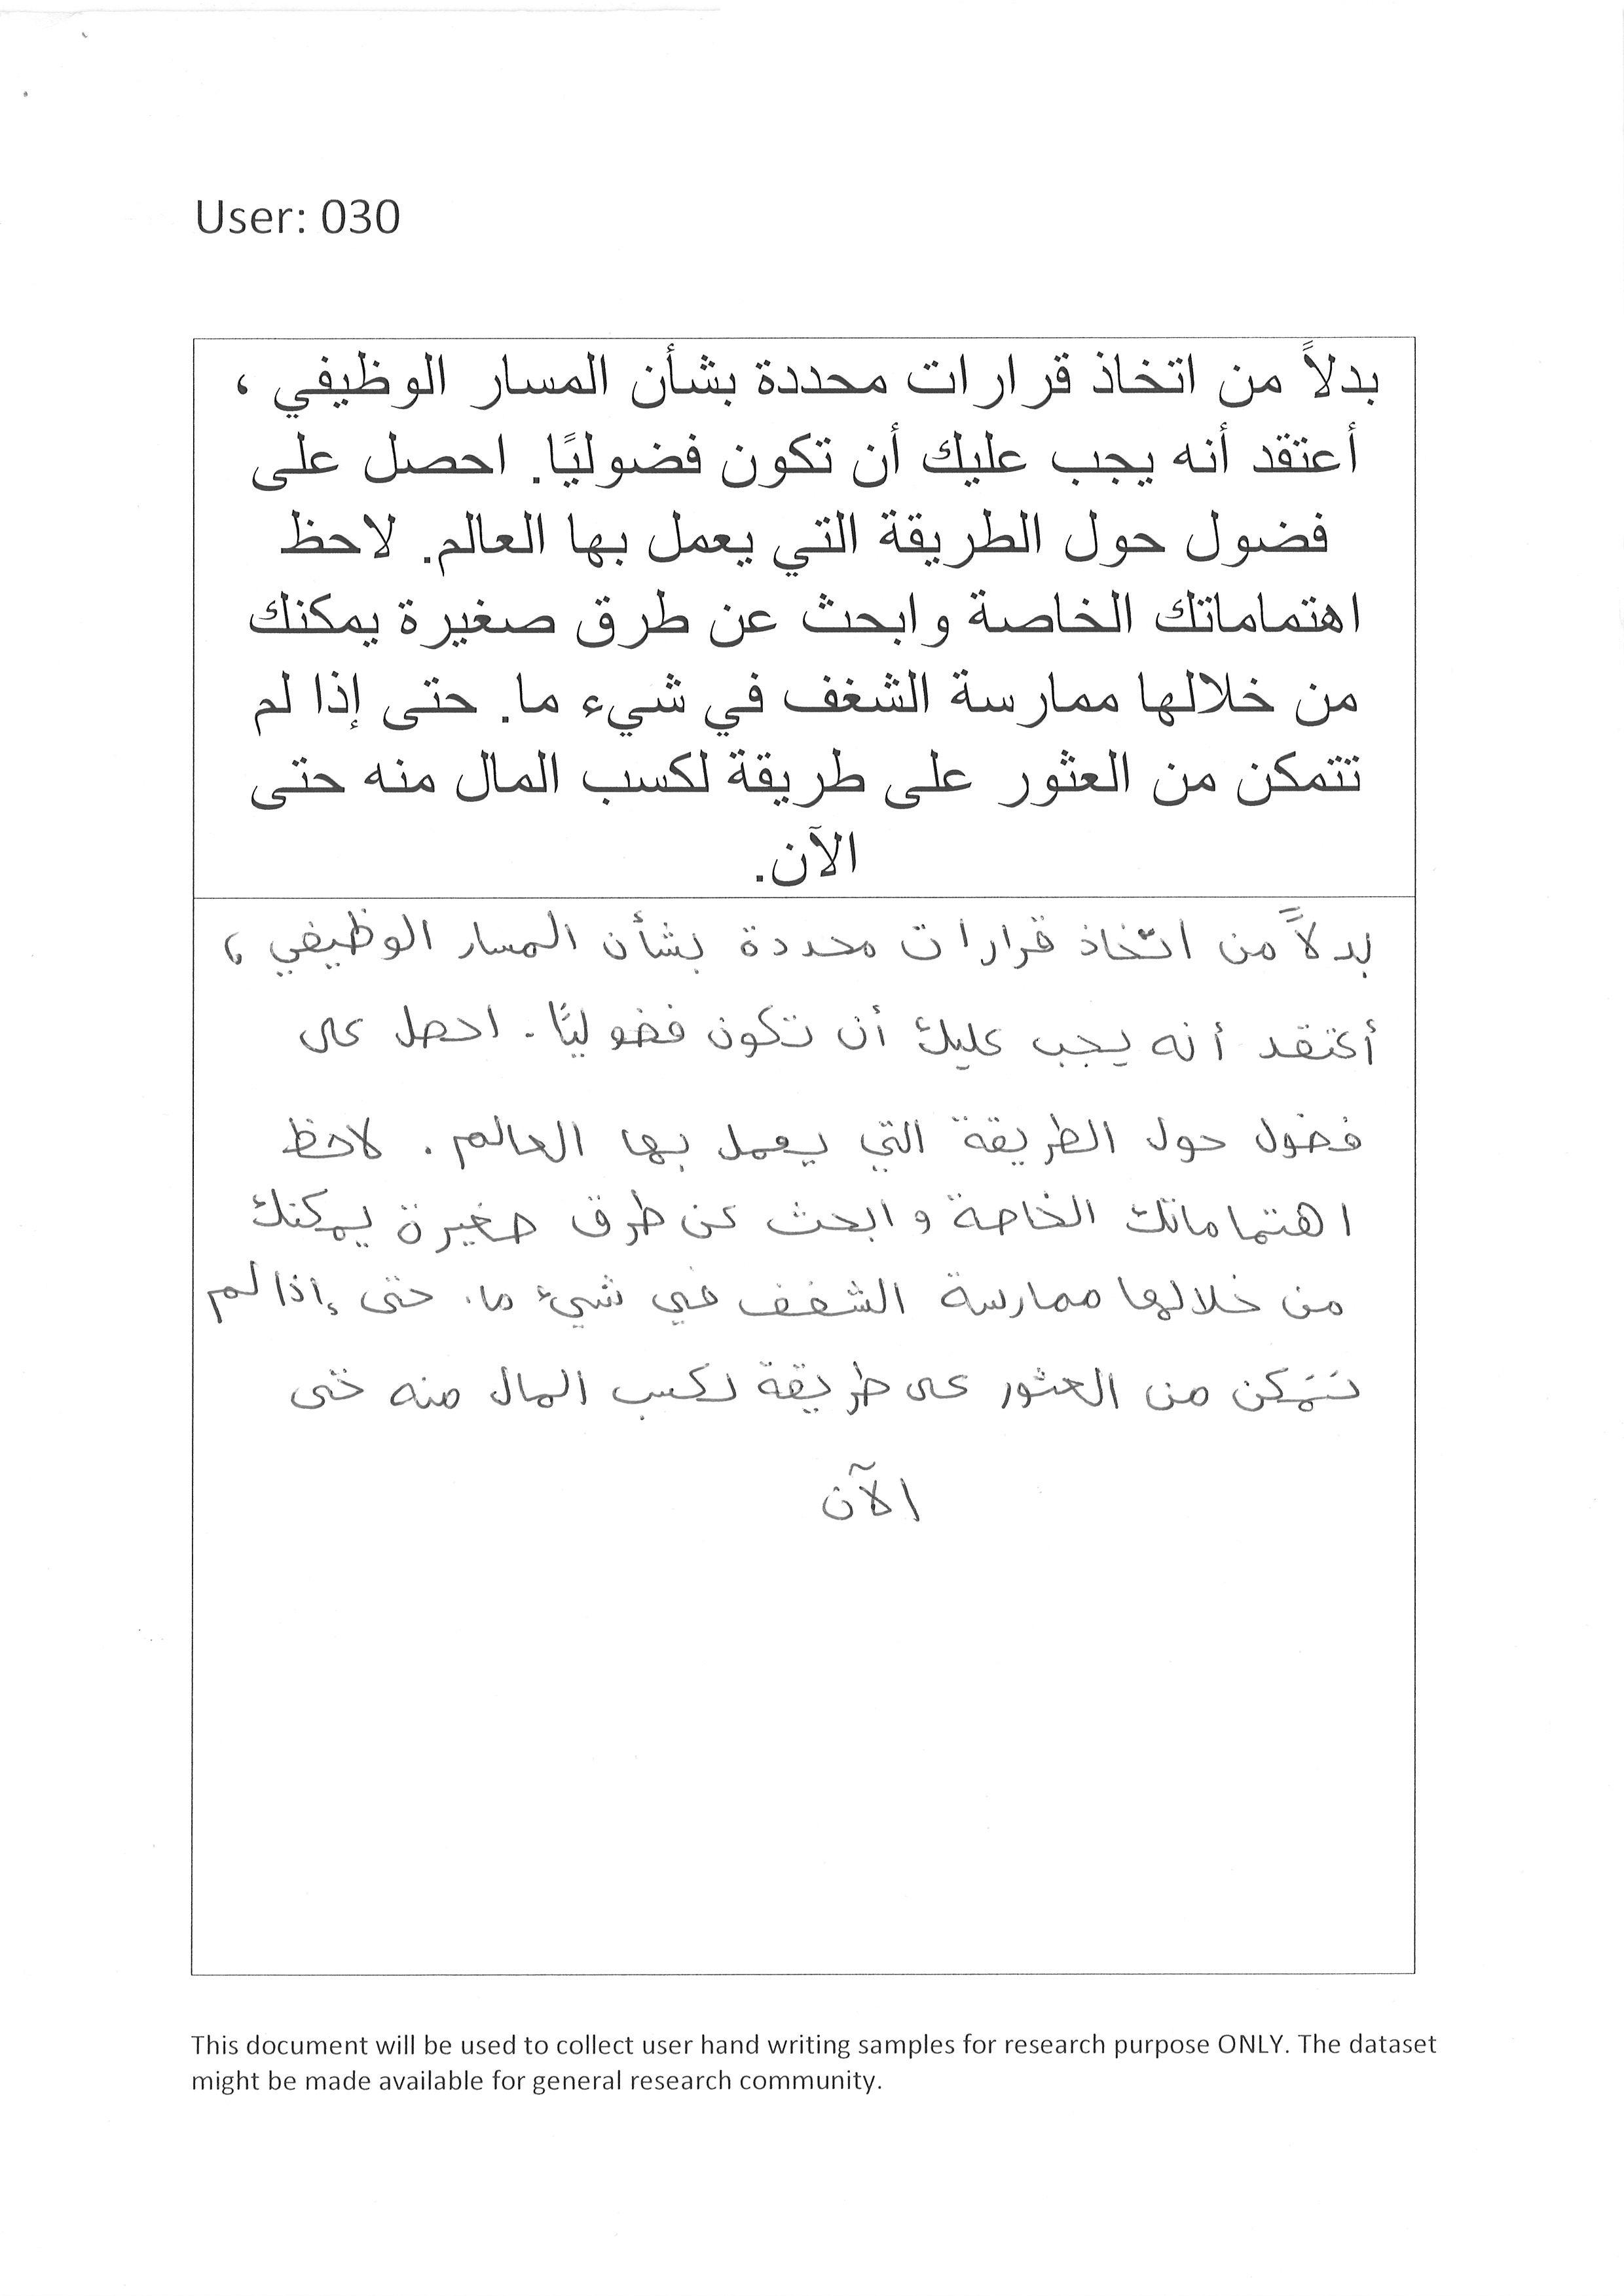 User: 030
بدلاً من اتخاذ قرارات محددة بشأن المسار الوظيفي ،
أعتقد أنه يجب عليك أن تكون فضوليًا. احصل على
فضول حول الطريقة التي يعمل بها العالم. لاحظ
اهتماماتك الخاصة وابحث عن طرق صغيرة يمكنك
من خلالها ممارسة الشغف في شيء ما. حتى إذا لم
تتمكن من العثور على طريقة لكسب المال منه حتى
الآن.
بدلاً من اتخاذ قرارات محددة بشأن المسار الوظيفي ،
أعتقد أنه يجب عليك أن تكون فضوليًا. احصل على
فضول حول الطريقة التي يعمل بها العالم. لاحظ
اهتماماتك الخاصة وابحث عن طرق صغيرة يمكنك
من خلالها ممارسة الشغف في شيء ما. حتى إذا لم
تتمكن من العثور على طريقة لكسب المال منه حتى
الآن
This document will be used to collect user hand writing samples for research purpose ONLY. The dataset
might be made available for general research community.